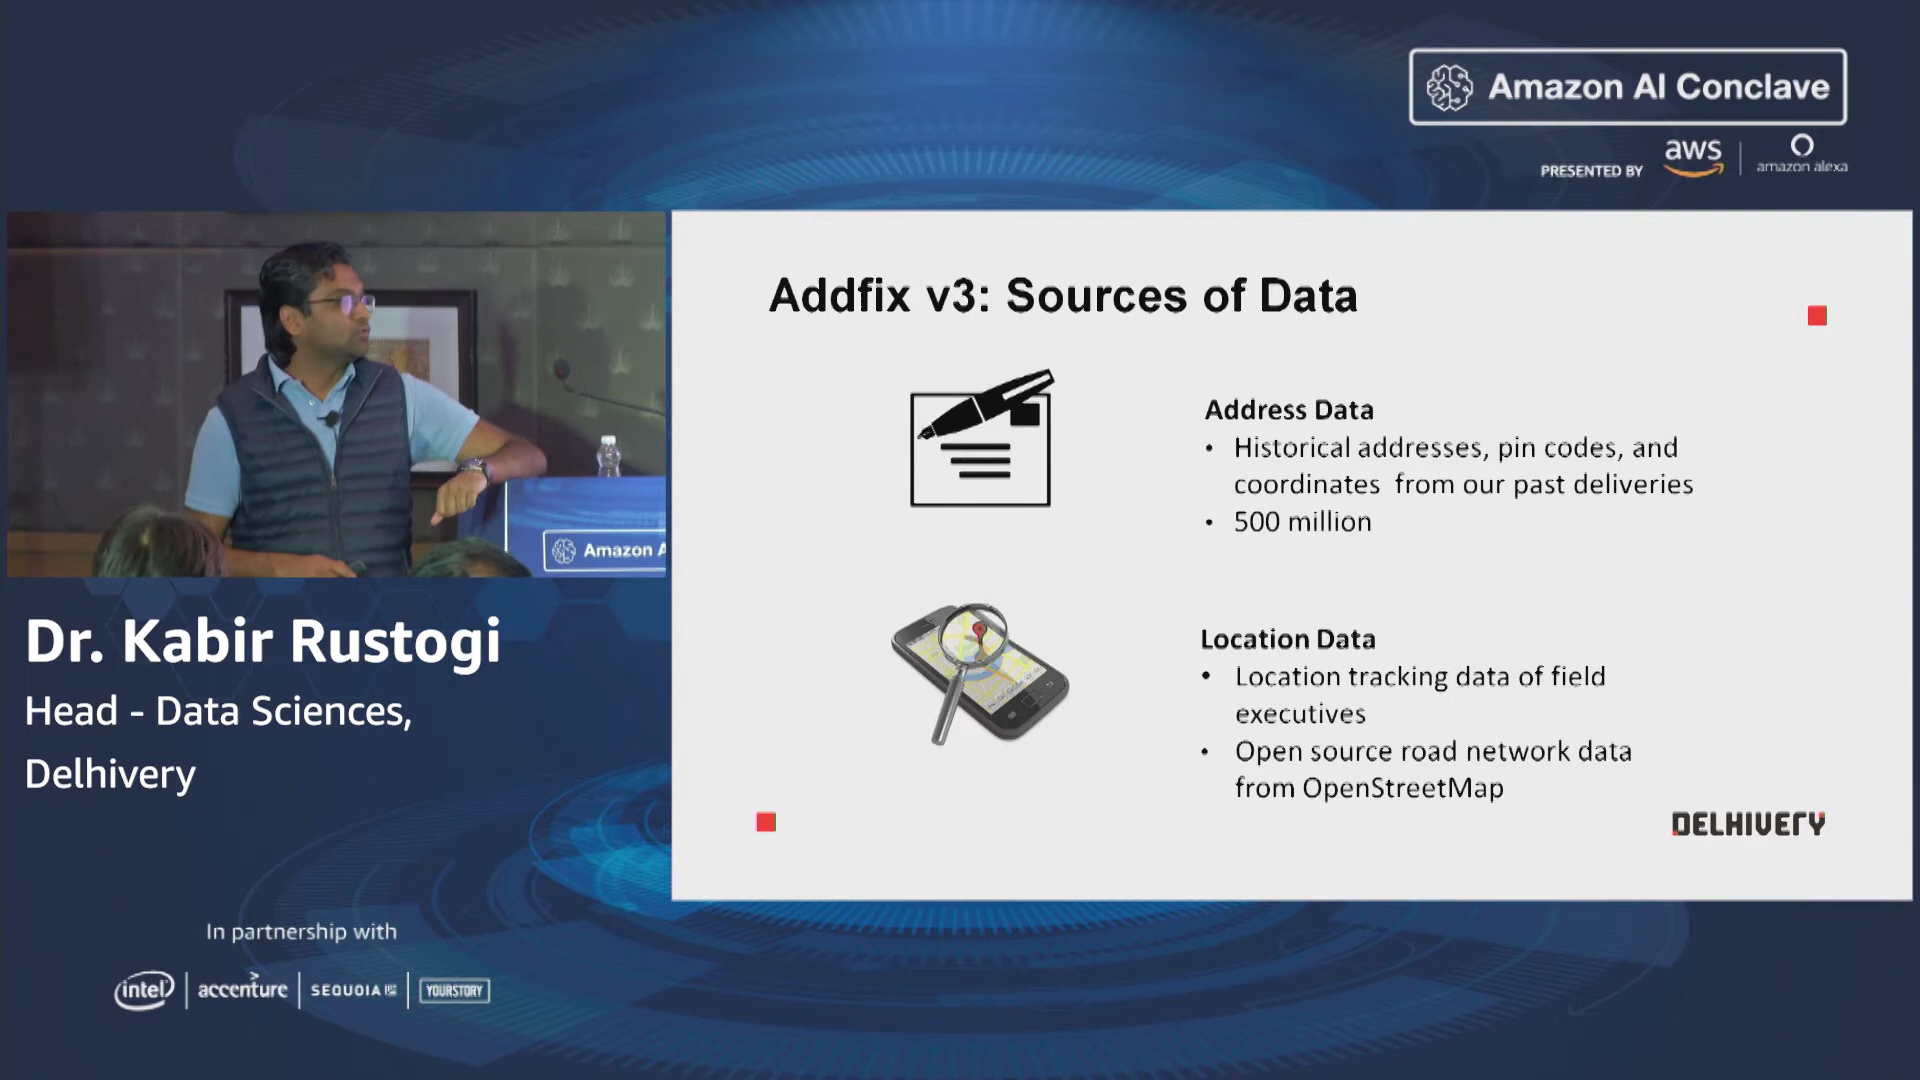 Amazon AI Conclave
PRESENTED BY
aws
amazon alexa
Amazon A
Dr. Kabir Rustogi
Head - Data Sciences,
Delhivery
In partnership with
intel
accenture
SEQUOIA
YOURSTORY
Addfix v3: Sources of Data
Address Data
• Historical addresses, pin codes, and
coordinates from our past deliveries
• 500 million
Location Data
• Location tracking data of field
executives
• Open source road network data
from OpenStreetMap
DELHIVERY